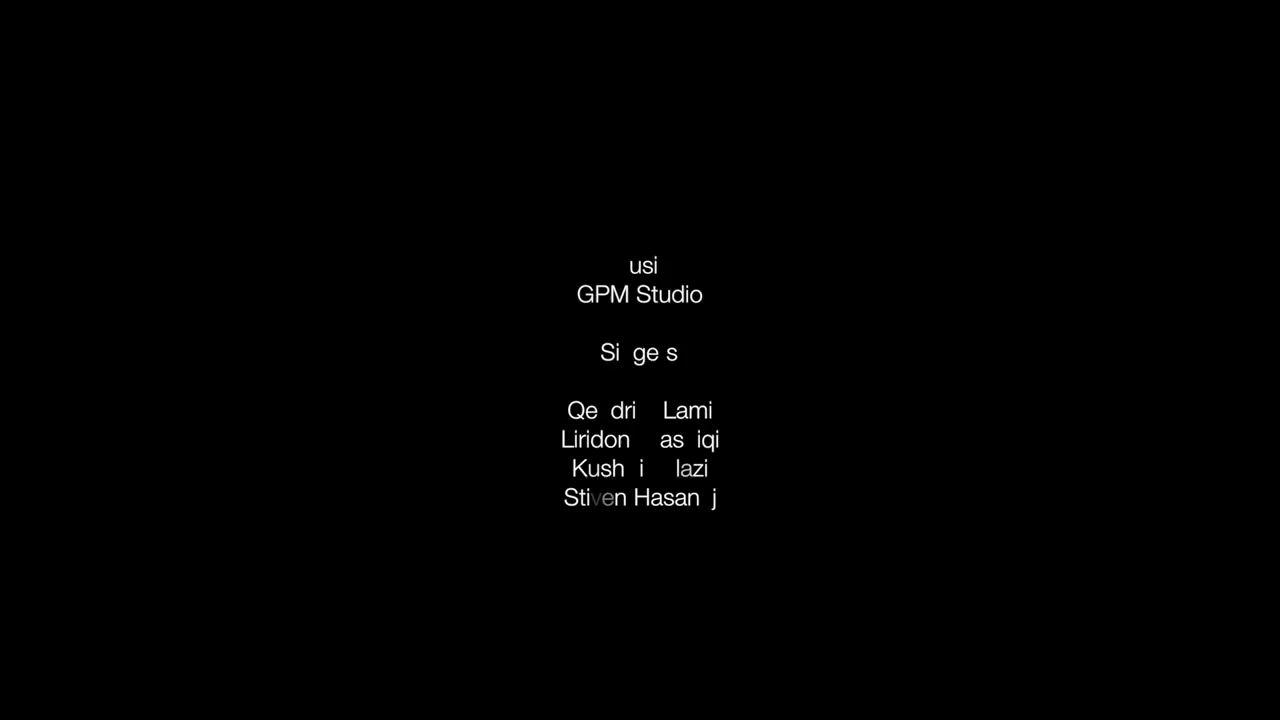 usi
GPM Studio
Si ge s
Qe dri Lami
Liridon as iqi
Kush i lazi
Stiven Hasan j